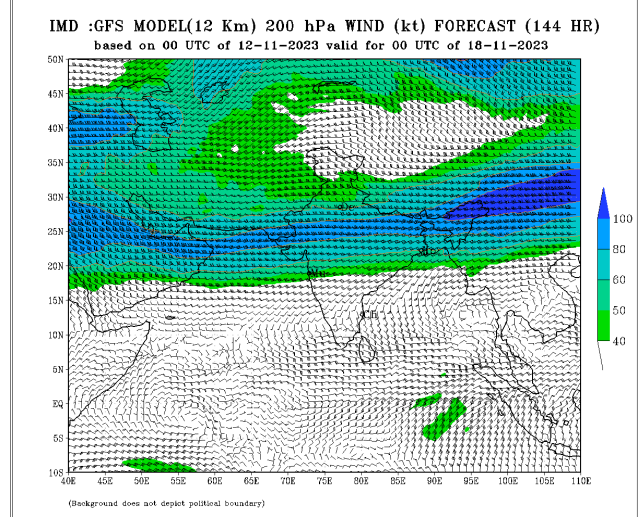 IMD :GFS MODEL(12 Km) 200 hPa WIND (kt) FORECAST (144 HR)
based on 00 UTC of 12-11-2023 valid for 00 UTC of 18-11-2023
50N
45N
40N
35N
30N
25N
20N
15N
10N
5N
EQ
5S
10S
40E 45E 50E 55E 60E 65E 70E 75E 80E 85E 90E 95E 100E 105E 110E
100
80
60
50
40
(Background does not depict political boundary)